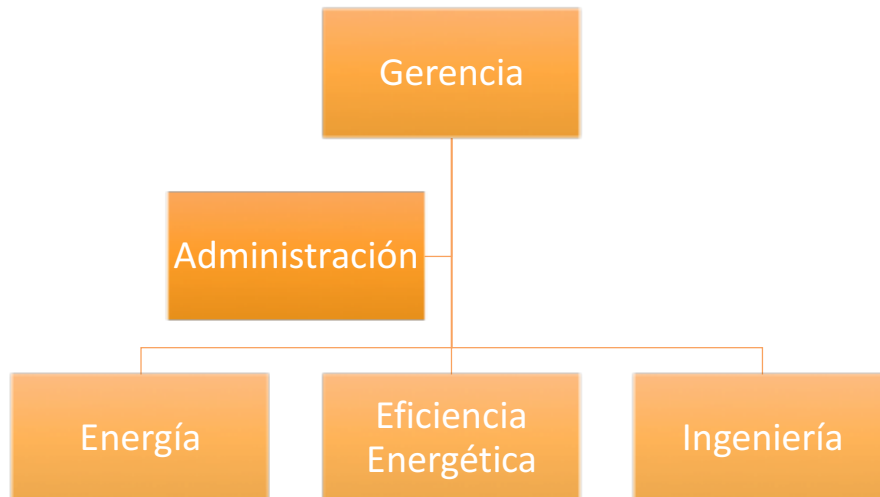 Gerencia
Administración
Energía
Eficiencia
Energética
Ingeniería